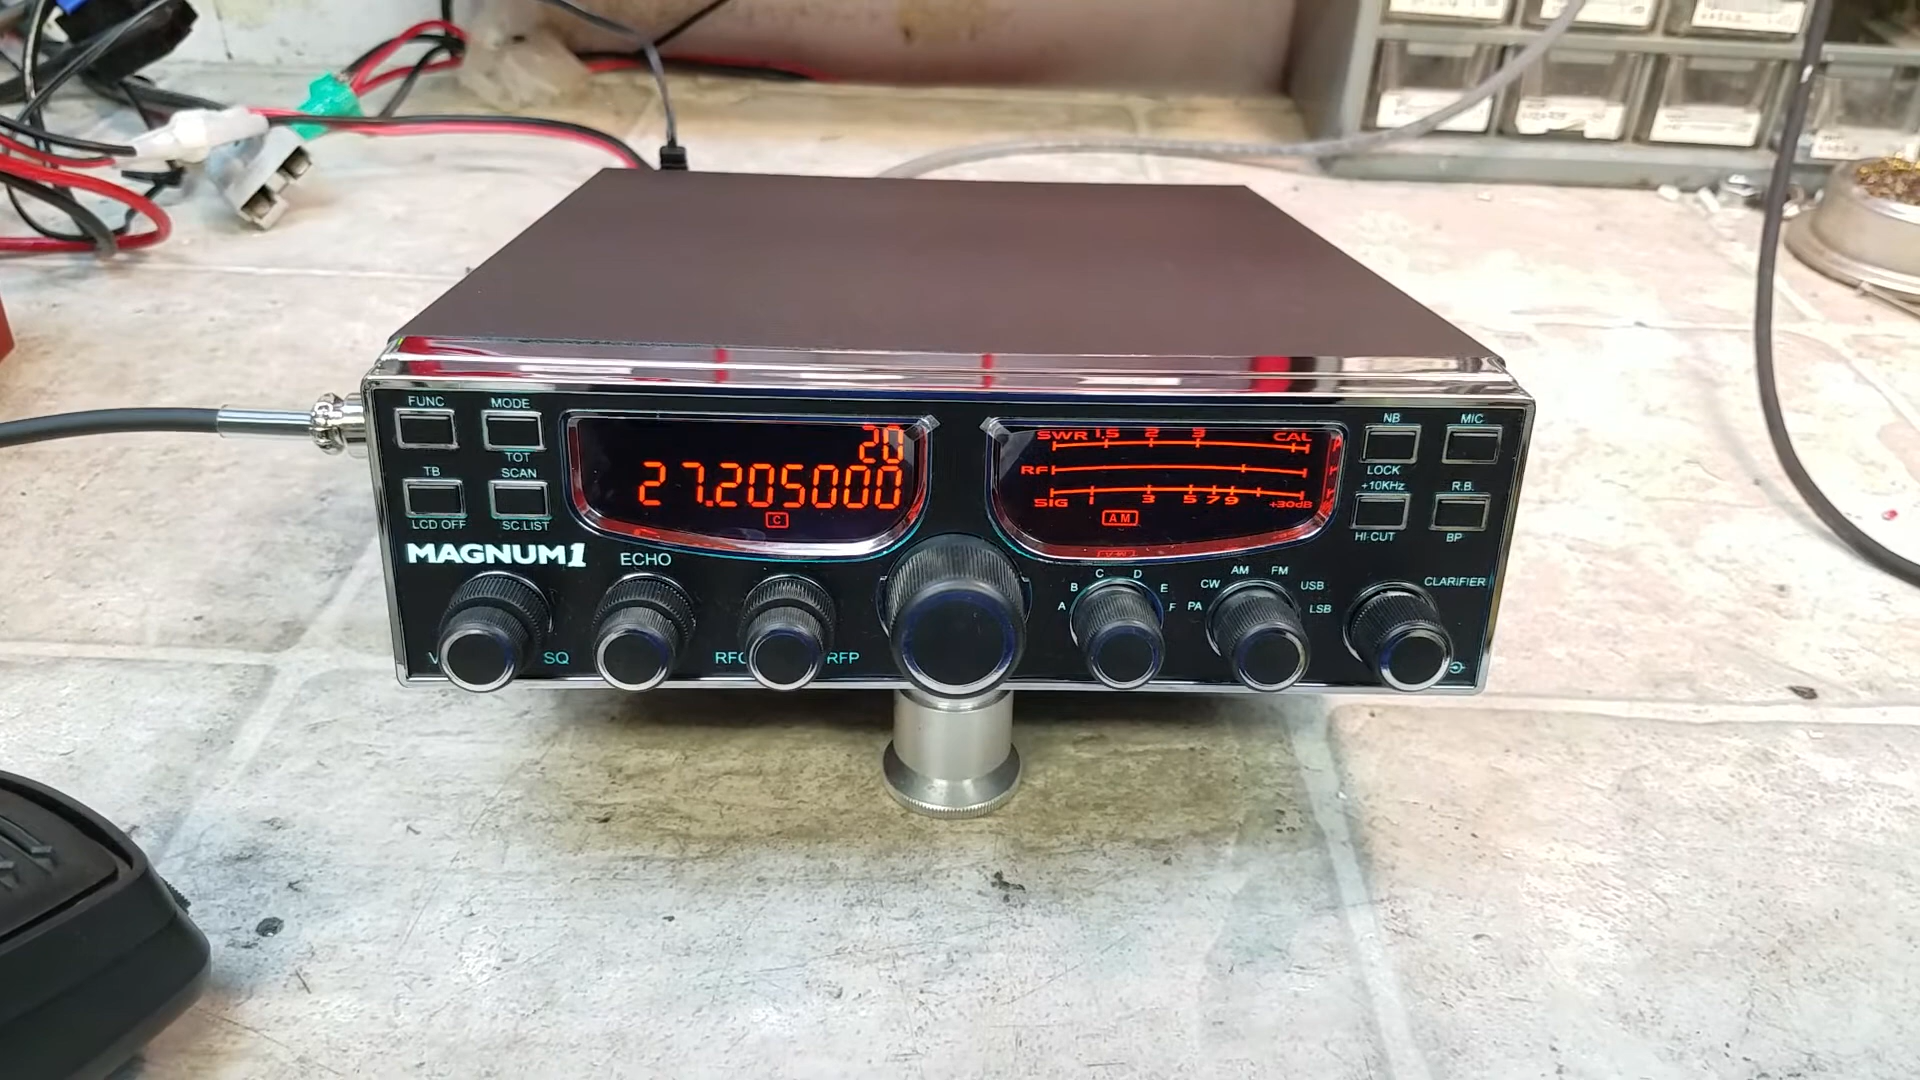 FUNC
MODE
TOT
TB
SCAN
LCD OFF
SC.LIST
MAGNUM1
ECHO
SQ
RFP
20
27.205000
C
SWR 1.5 2 3 CAL
RF
SIG 3 5 7 9 +30dB
AM
NB
MIC
LOCK
+10KHz
R.B.
HI-CUT
BP
A B C D E F
PA CW AM FM USB LSB
CLARIFIER